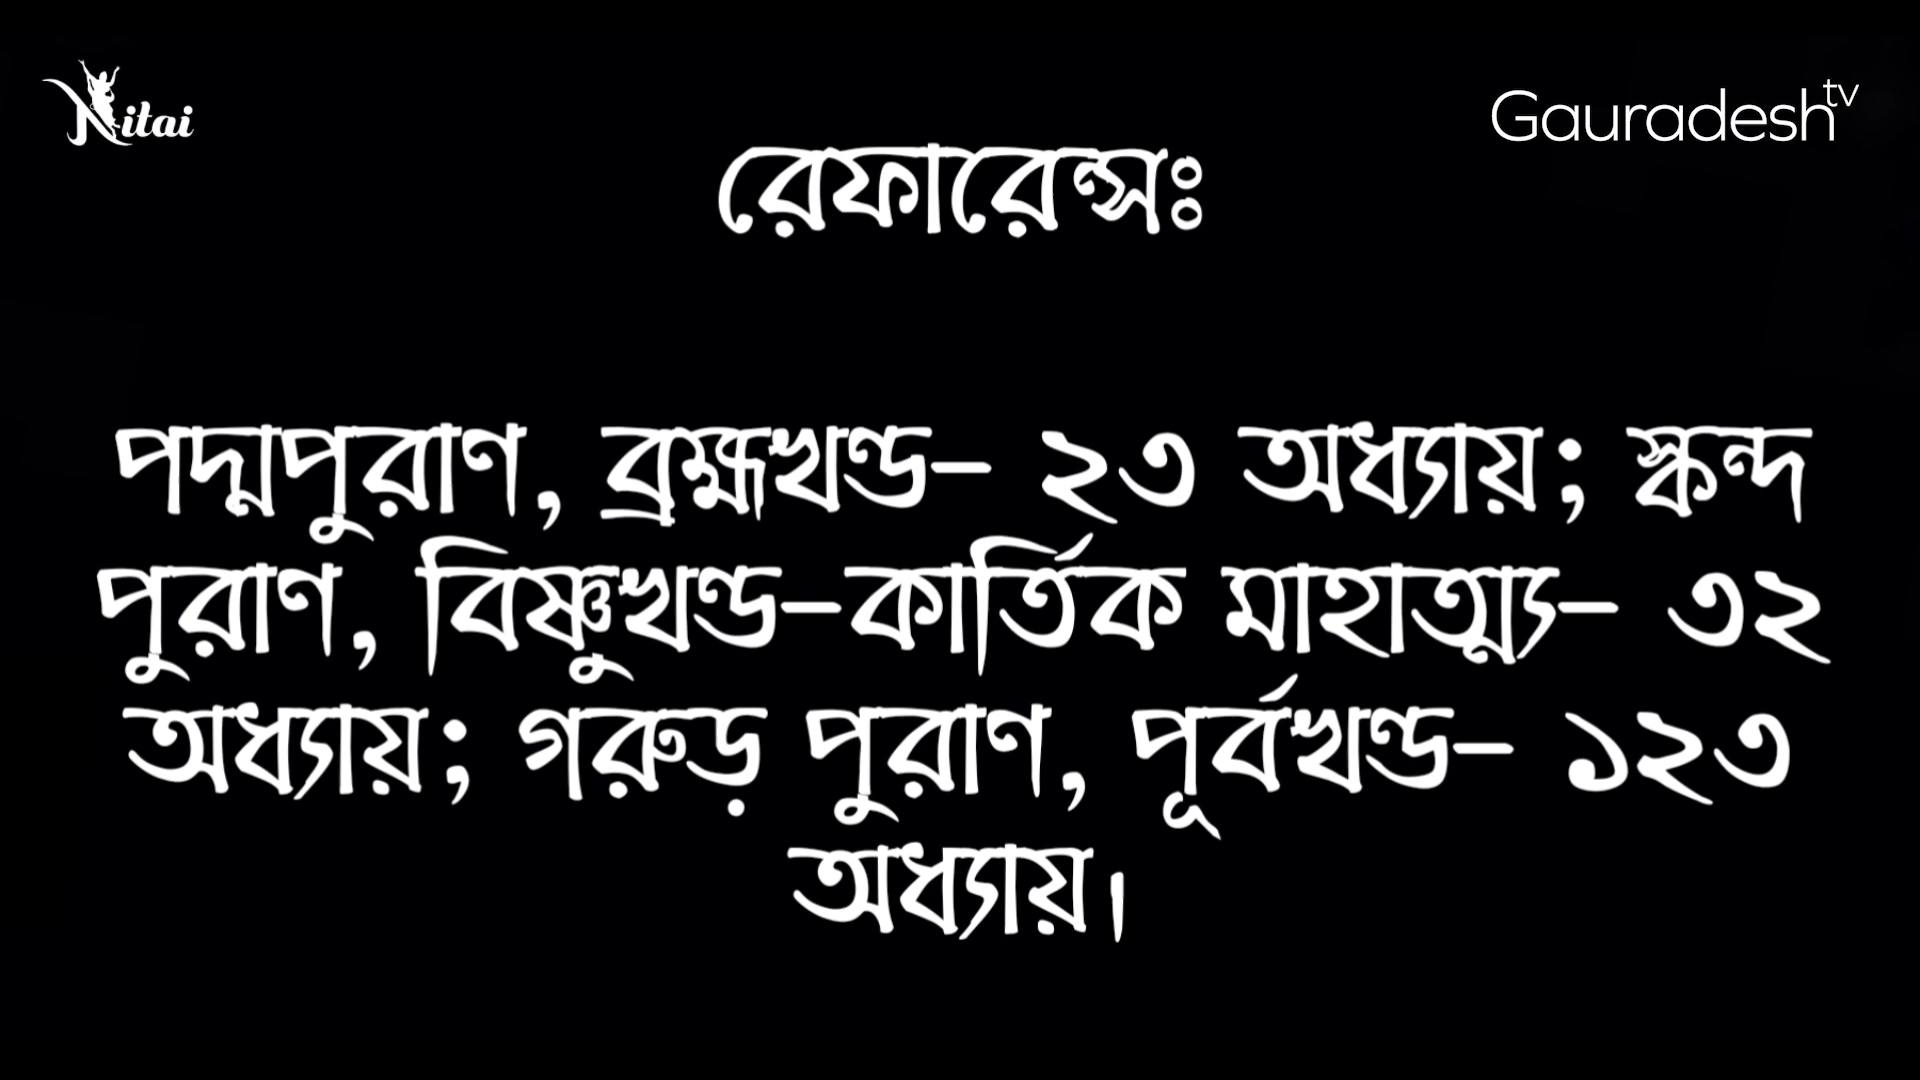 Nitai
Gauradesh tv
রেফারেন্সঃ
পদ্মপুরাণ, ব্রহ্মখণ্ড- ২৩ অধ্যায়; স্কন্দ
পুরাণ, বিষ্ণুখণ্ড-কার্তিক মাহাত্ম্য- ৩২
অধ্যায়; গরুড় পুরাণ, পূর্বখণ্ড- ১২৩
অধ্যায়।